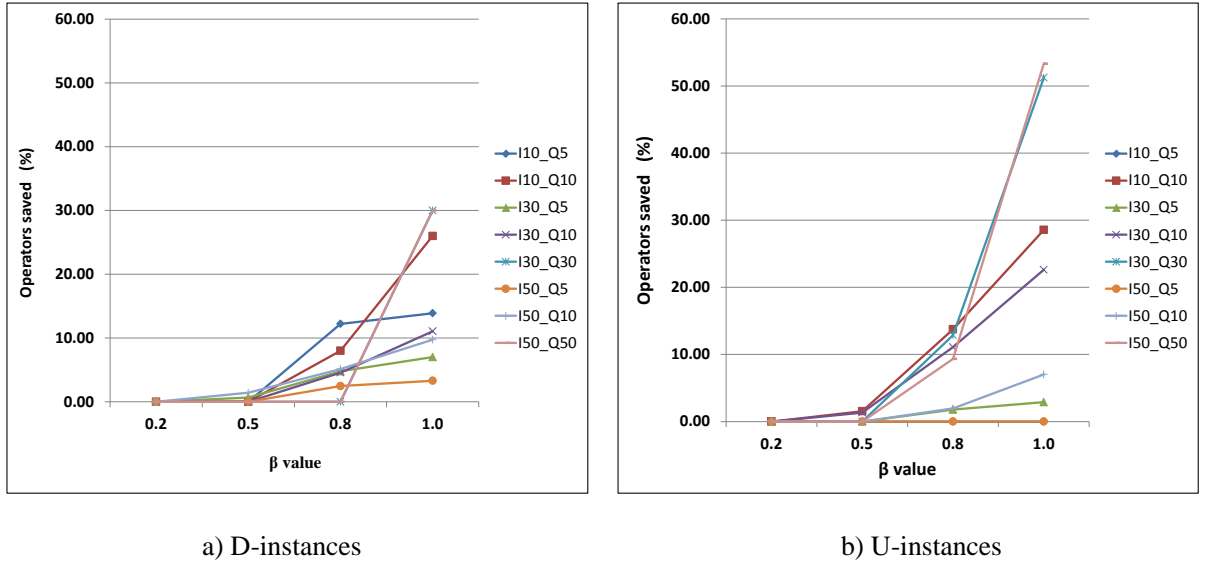 60.00
50.00
40.00
30.00
20.00
10.00
0.00
Operators saved (%)
0.2 0.5 0.8 1.0
β value
I10_Q5
I10_Q10
I30_Q5
I30_Q10
I30_Q30
I50_Q5
I50_Q10
I50_Q50
a) D-instances
60.00
50.00
40.00
30.00
20.00
10.00
0.00
Operators saved (%)
0.2 0.5 0.8 1.0
β value
I10_Q5
I10_Q10
I30_Q5
I30_Q10
I30_Q30
I50_Q5
I50_Q10
I50_Q50
b) U-instances